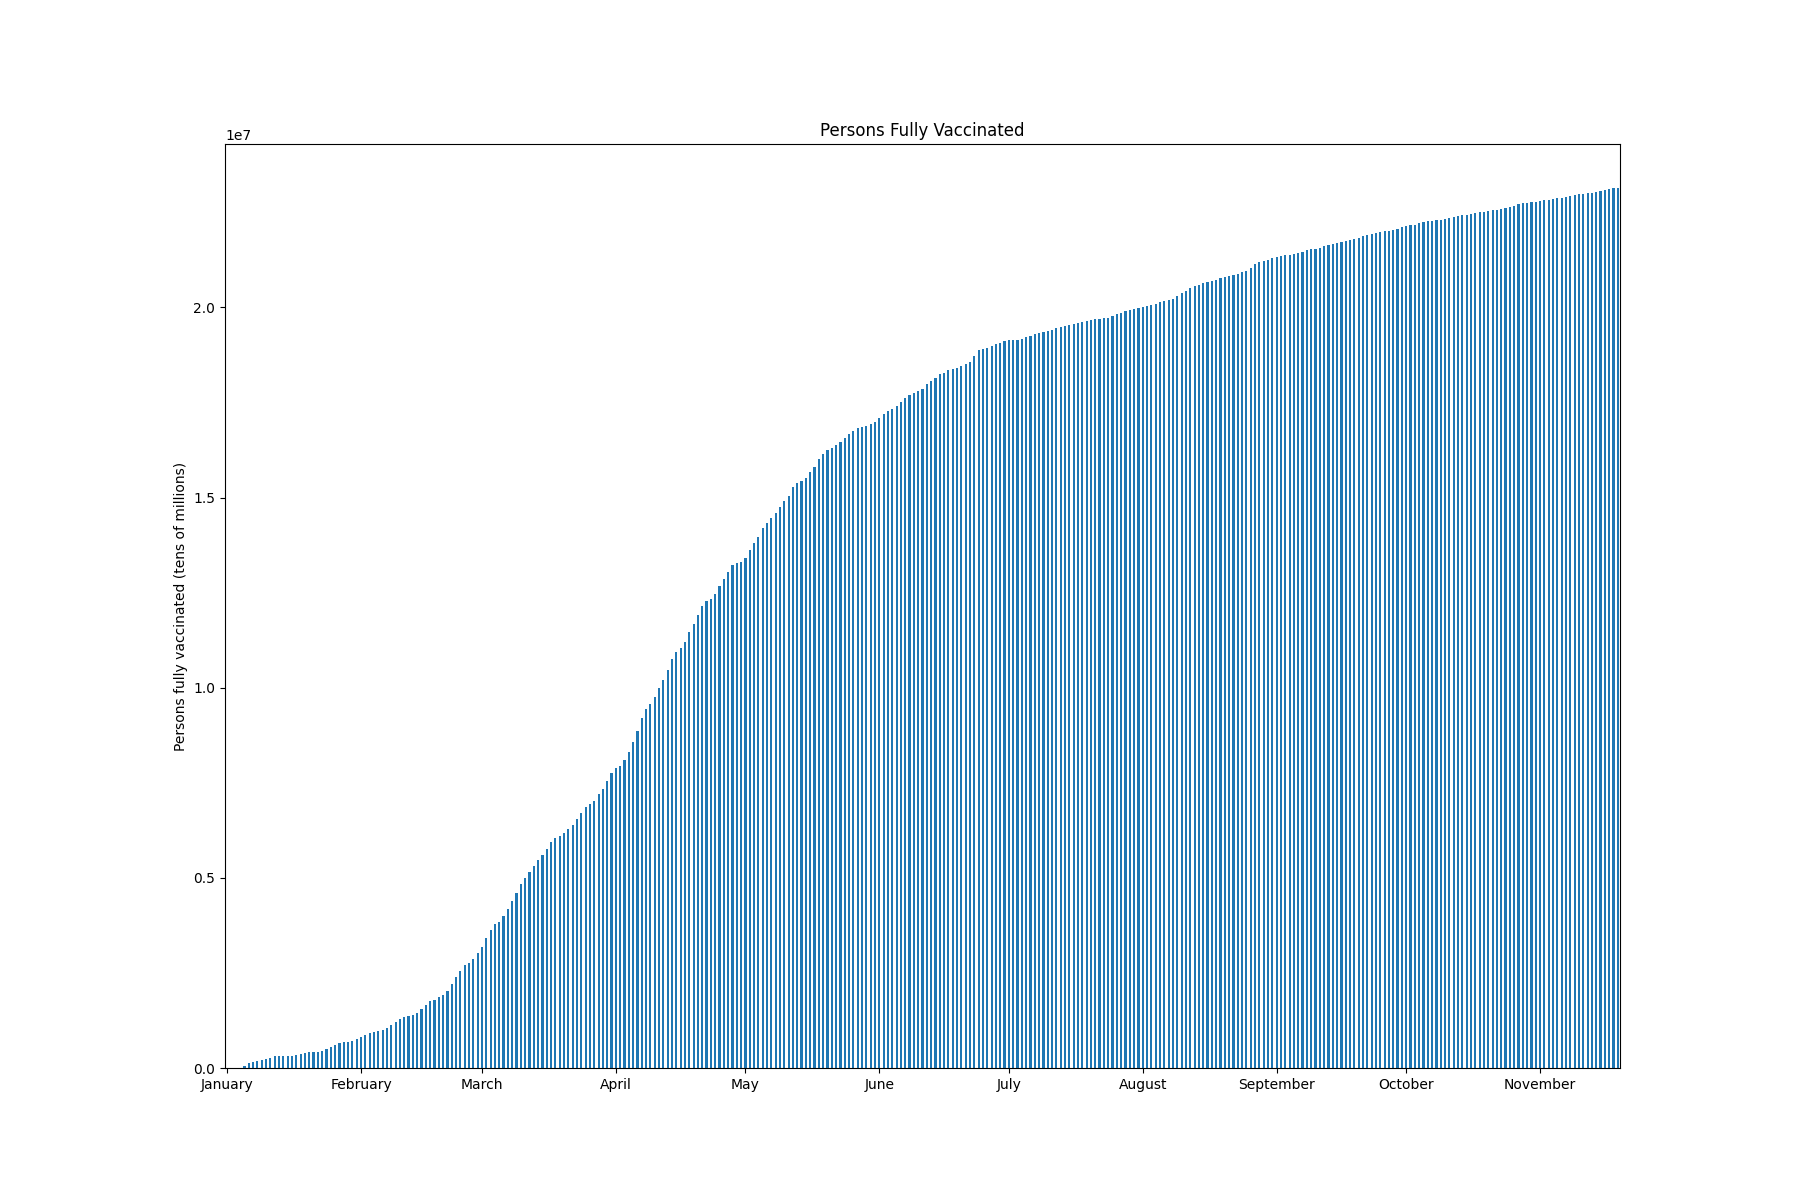 Persons Fully Vaccinated
1e7
Persons fully vaccinated (tens of millions)
2.0
1.5
1.0
0.5
0.0
January February March April May June July August September October November